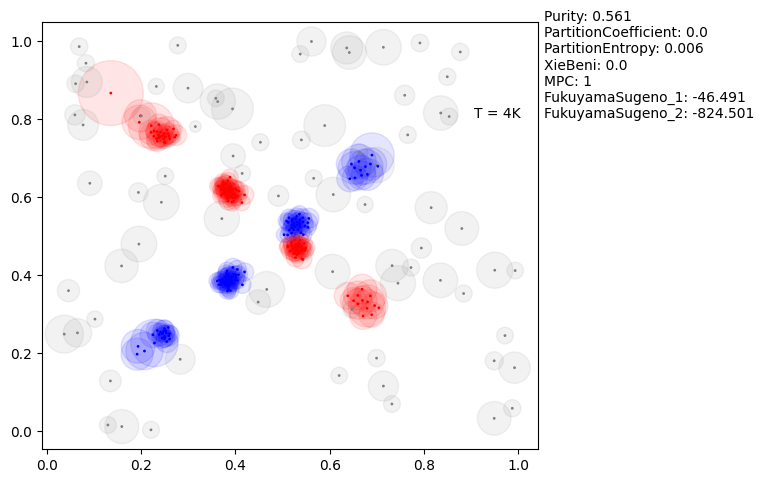 Purity: 0.561
PartitionCoefficient: 0.0
PartitionEntropy: 0.006
XieBeni: 0.0
MPC: 1
FukuyamaSugeno_1: -46.491
FukuyamaSugeno_2: -824.501
T = 4K
1.0
0.8
0.6
0.4
0.2
0.0
0.0 0.2 0.4 0.6 0.8 1.0